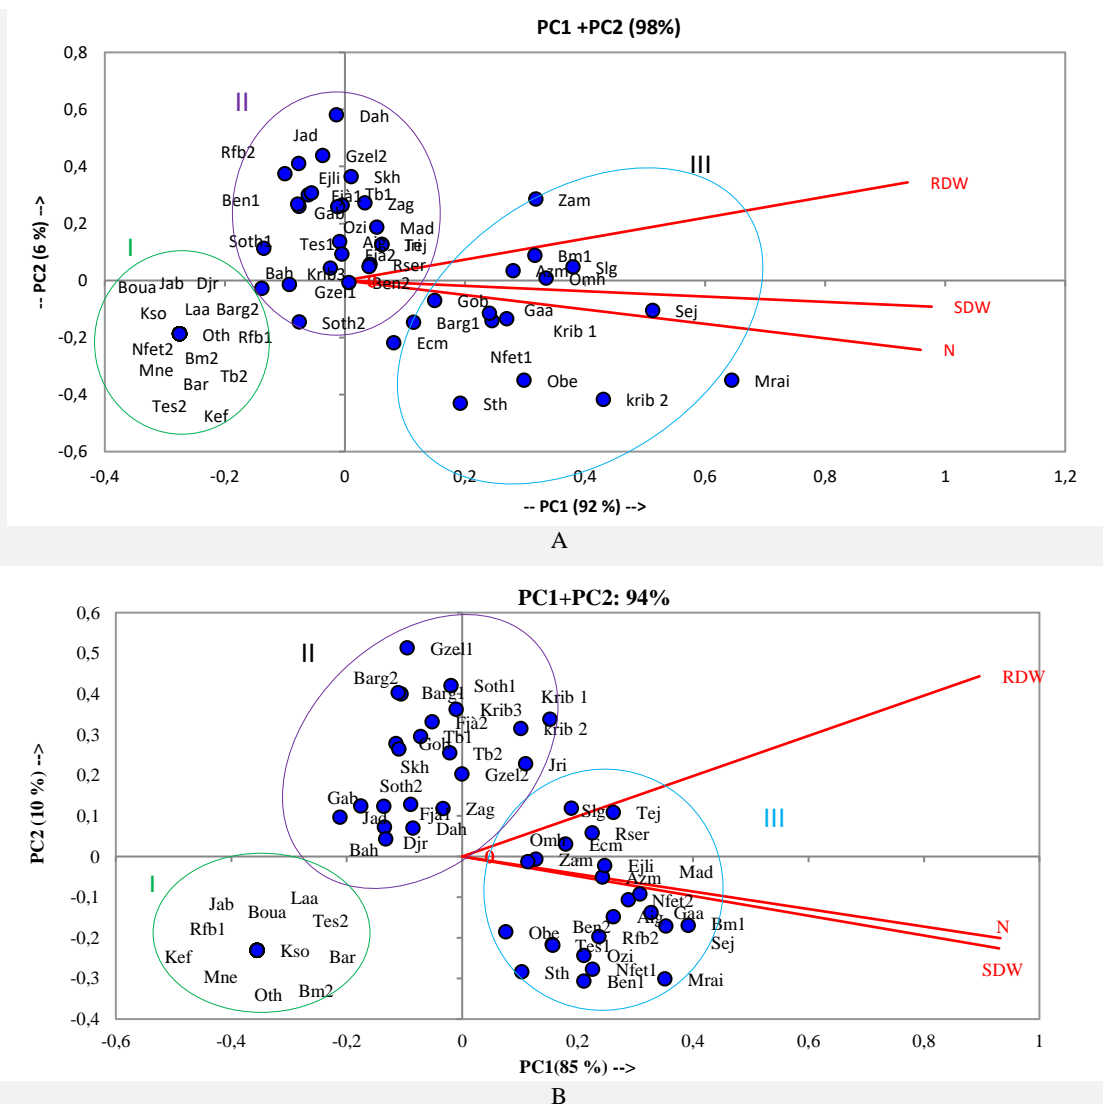 PC1 +PC2 (98%)
0,8
0,6
0,4
0,2
0
-0,2
-0,4
-0,6
-- PC2 (6 %) -->
II
Dah
Jad
Rfb2
Gzel2
Skh
Ejli
Fjà1
Tb1
Ben1
Gab
Zag
III
RDW
Zam
Ozi
Mad
Soth1
Tes1
Jri
Tej
Fja2
Rser
I
Bm1
Slg
Azm
Omh
Boua
Jab
Djr
Bah
Krib3
Gzel1
0
Ben2
Kso
Laa
Barg2
Soth2
Gob
Gaa
Sej
SDW
Oth
Rfb1
Barg1
Krib 1
N
Nfet2
Bm2
Ecm
Nfet1
Mne
Bar
Tb2
Obe
Mrai
Tes2
Kef
Sth
krib 2
-0,4 -0,2 0 0,2 0,4 0,6 0,8 1 1,2
-- PC1 (92 %) -->
A
PC1+PC2: 94%
0,6
0,5
0,4
0,3
0,2
0,1
0
-0,1
-0,2
-0,3
-0,4
PC2 (10 %) -->
II
Gzel1
Barg2
Barg1
Soth1
Krib 1
Krib3
krib 2
Fjà2
Tb1
Gob
Tb2
Jri
Skh
Gzel2
RDW
Soth2
Gab
Jad
Fja1
Zag
Dah
Bah
Djr
Slg
Tej
III
Rser
Omh
Ecm
0
Zam
Ejli
Mad
Azm
I
Jab
Laa
Boua
Tes2
Rfb1
Kef
Kso
Bar
Mne
Oth
Bm2
Nfet2
Alg
Gaa
Bm1
N
Obe
Ben2
Rfb2
Sej
Tes1
Ozi
SDW
Sth
Nfet1
Ben1
Mrai
-0,6 -0,4 -0,2 0 0,2 0,4 0,6 0,8 1
PC1(85 %) -->
B